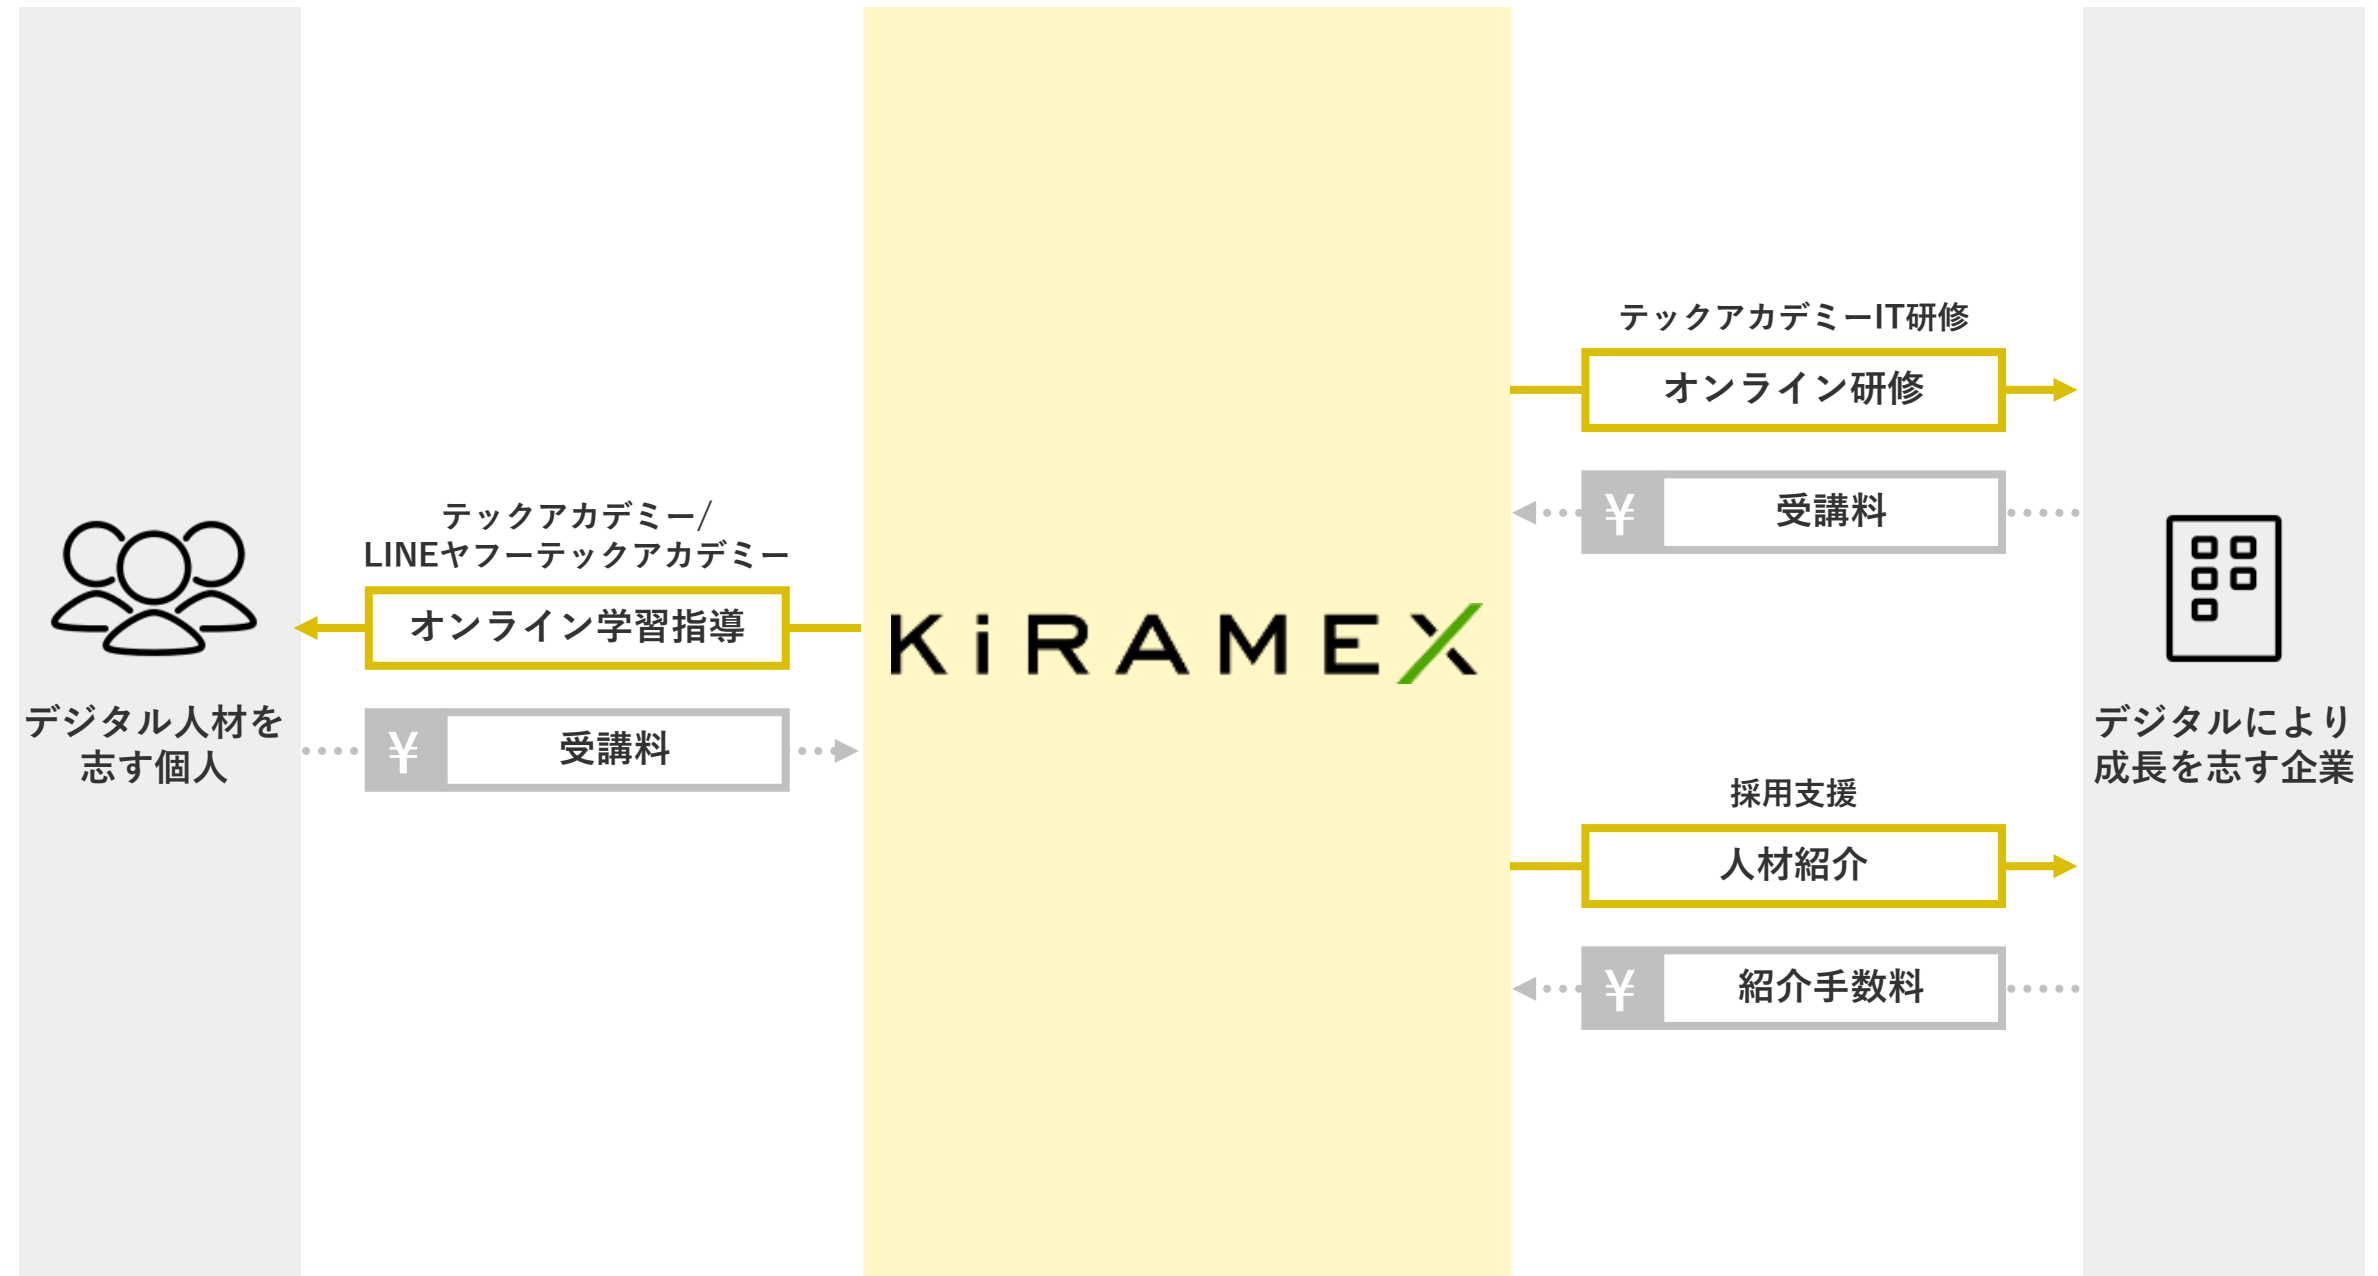 デジタル人材を
志す個人
テックアカデミー/
LINEヤフーテックアカデミー
オンライン学習指導
¥ 受講料
KiRAMEX
テックアカデミーIT研修
オンライン研修
¥ 受講料
採用支援
人材紹介
¥ 紹介手数料
デジタルにより
成長を志す企業